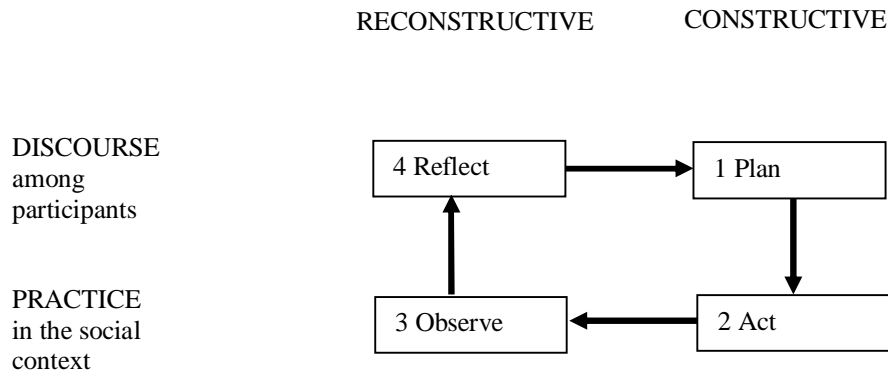 RECONSTRUCTIVE CONSTRUCTIVE
DISCOURSE
among
participants
4 Reflect
1 Plan
PRACTICE
in the social
context
3 Observe
2 Act